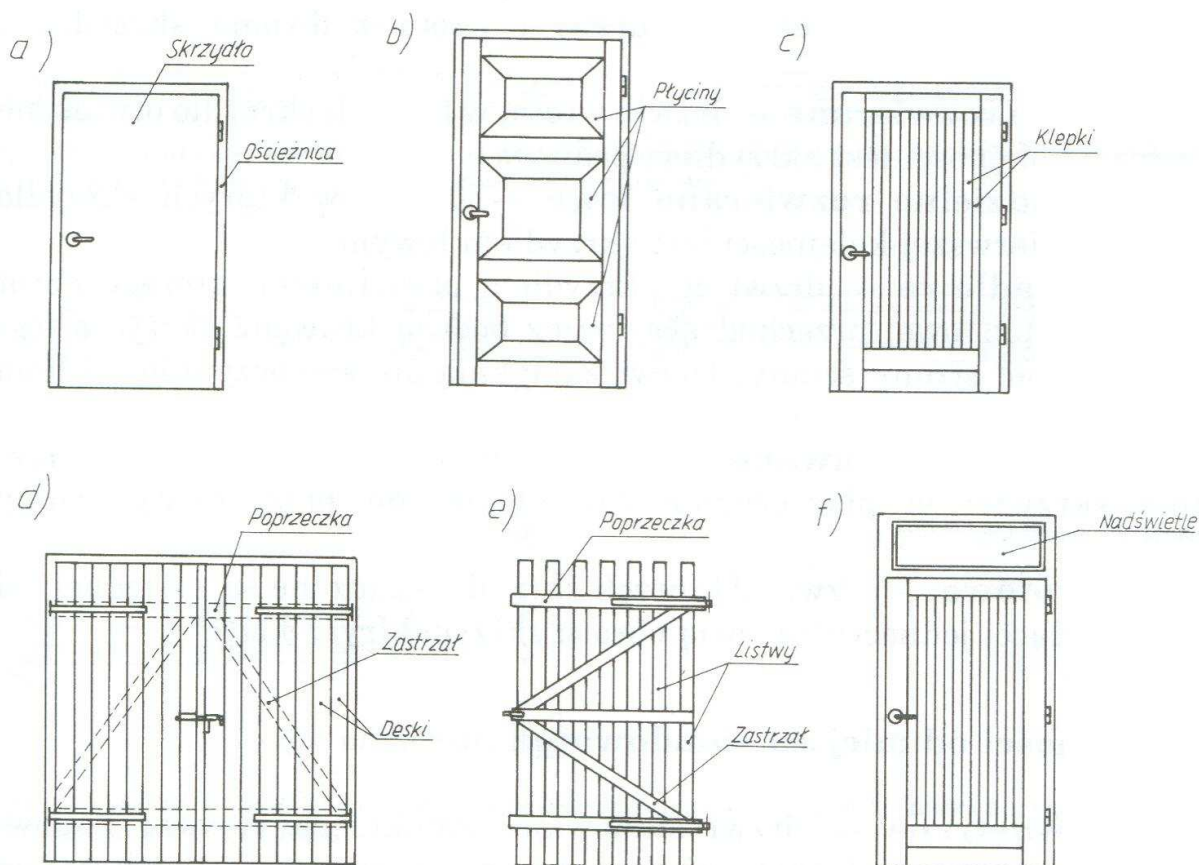 a)
Skrzydło
Ościeżnica
b)
Płyciny
c)
Klepki
d)
Poprzeczka
Zastrzał
Deski
e)
Poprzeczka
Listwy
Zastrzał
f)
Nadświetle